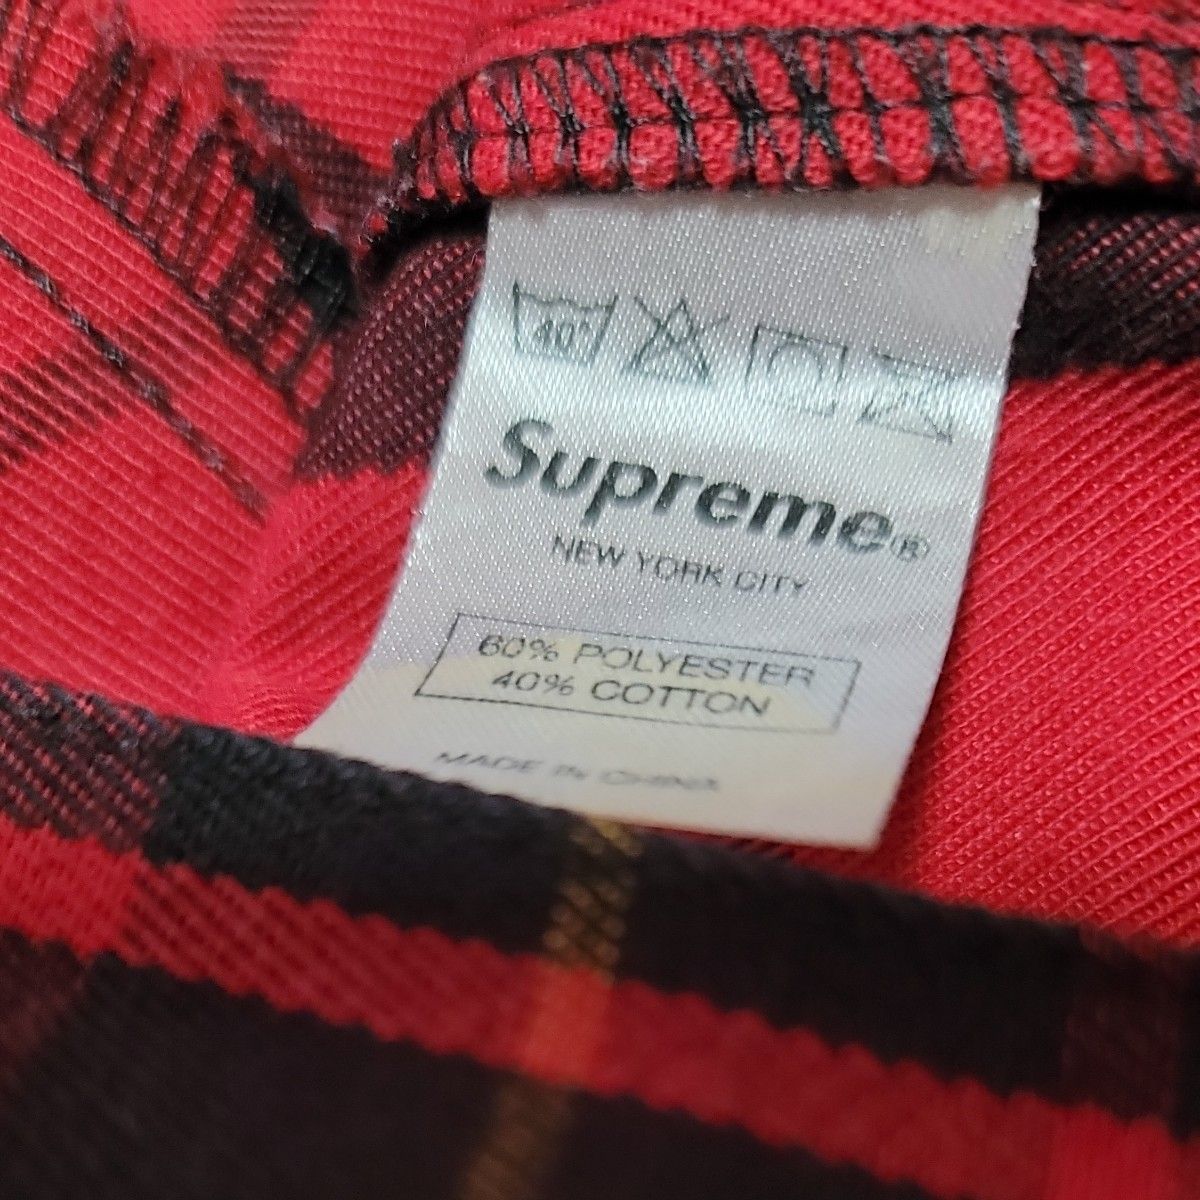 40°
Supreme®
NEW YORK CITY
60% POLYESTER
40% COTTON
MADE IN CHINA